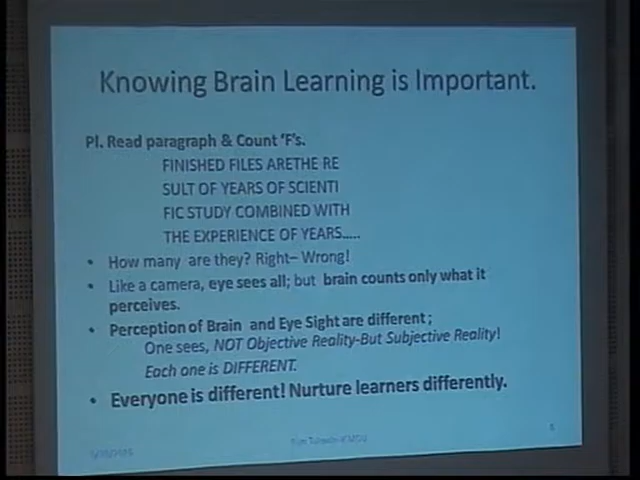 Knowing Brain Learning is Important.
Pl. Read paragraph & Count 'F's.
FINISHED FILES ARETHE RE
SULT OF YEARS OF SCIENTI
FIC STUDY COMBINED WITH
THE EXPERIENCE OF YEARS.....
• How many are they? Right– Wrong!
• Like a camera, eye sees all; but brain counts only what it
perceives.
• Perception of Brain and Eye Sight are different ;
One sees, NOT Objective Reality-But Subjective Reality!
Each one is DIFFERENT.
• Everyone is different! Nurture learners differently.